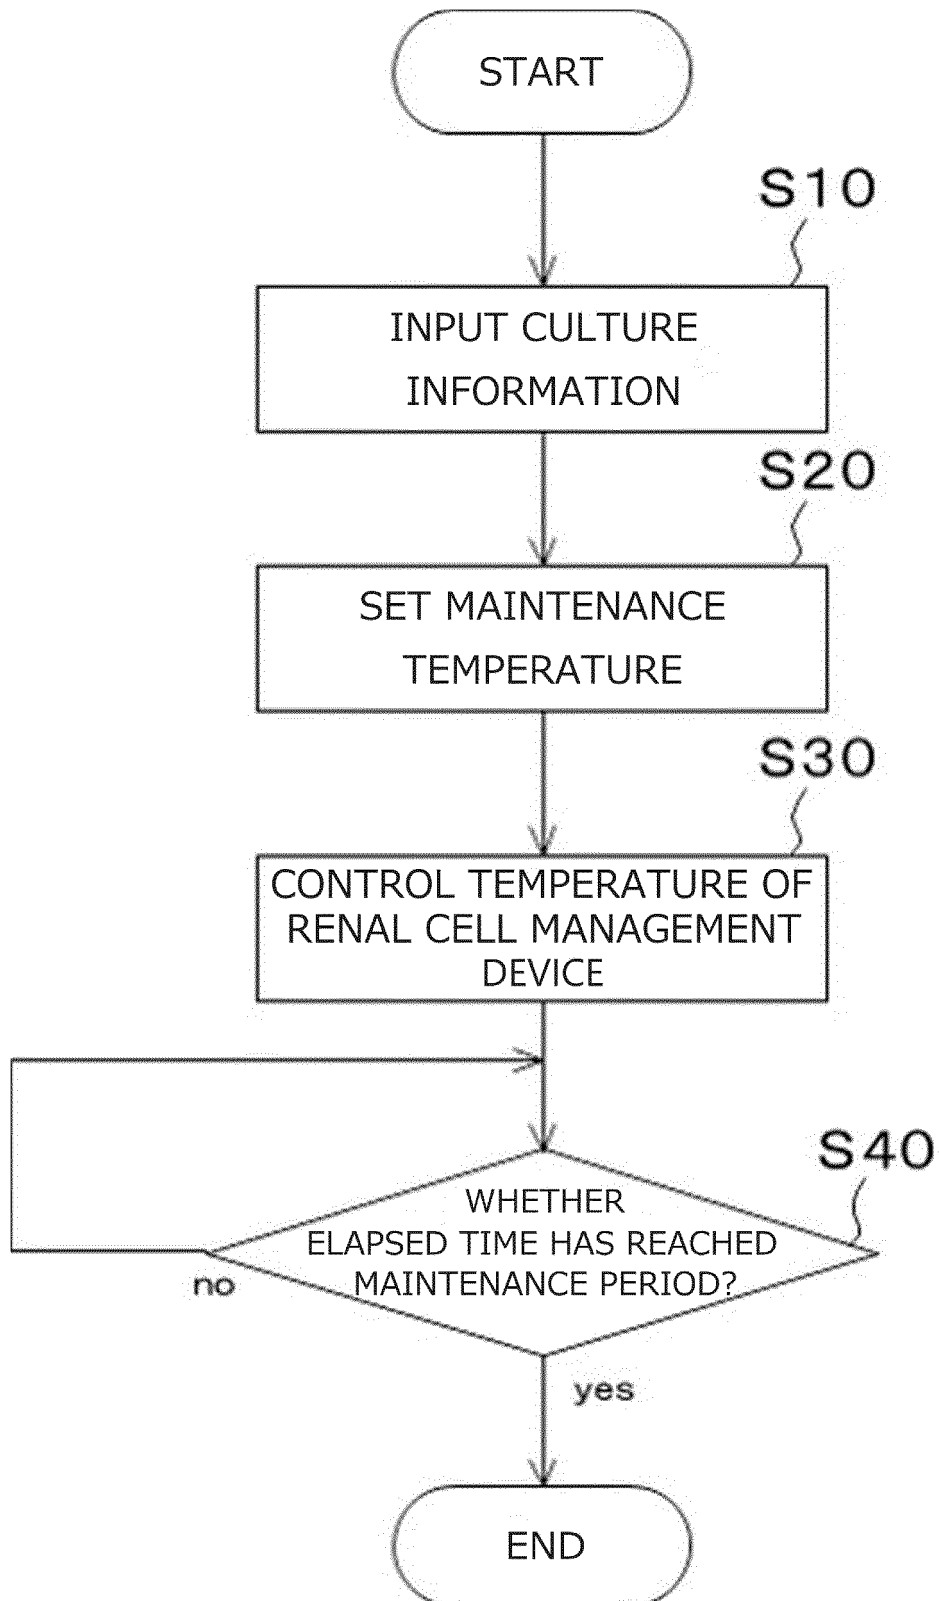 START
S10
INPUT CULTURE
INFORMATION
S20
SET MAINTENANCE
TEMPERATURE
S30
CONTROL TEMPERATURE OF
RENAL CELL MANAGEMENT
DEVICE
S40
WHETHER
ELAPSED TIME HAS REACHED
MAINTENANCE PERIOD?
no
yes
END